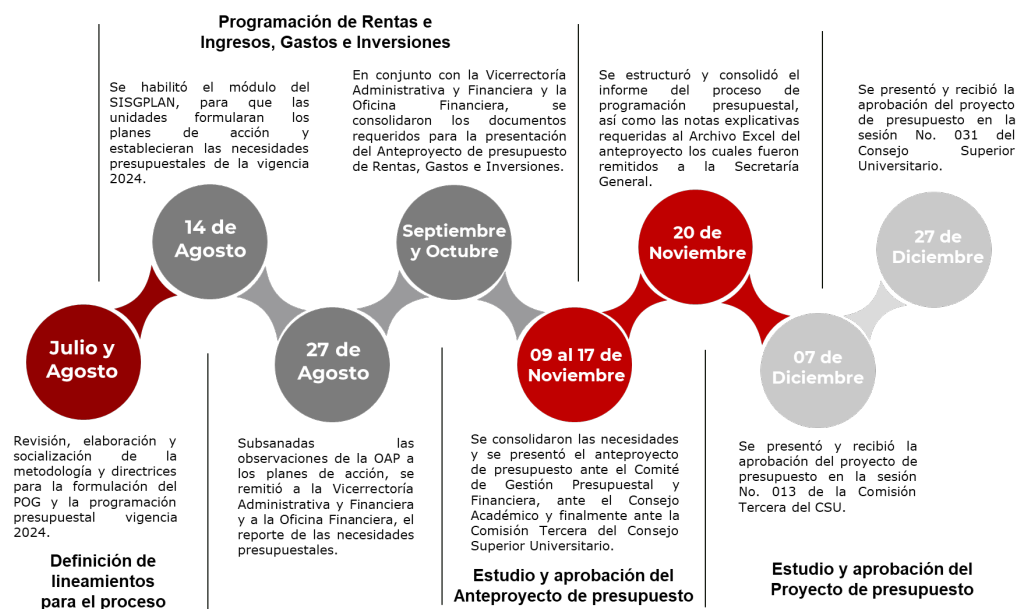 Programación de Rentas e
Ingresos, Gastos e Inversiones
Se habilitó el módulo del
SISGPLAN, para que las
unidades formularan los
planes de acción y
establecieran las necesidades
presupuestales de la vigencia
2024.
En conjunto con la Vicerrectoría
Administrativa y Financiera y la
Oficina Financiera, se
consolidaron los documentos
requeridos para la presentación
del Anteproyecto de presupuesto
de Rentas, Gastos e Inversiones.
Se estructuró y consolidó el
informe del proceso de
programación presupuestal,
así como las notas explicativas
requeridas al Archivo Excel del
anteproyecto los cuales fueron
remitidos a la Secretaría
General.
Se presentó y recibió la
aprobación del proyecto
de presupuesto en la
sesión No. 031 del
Consejo Superior
Universitario.
14 de
Agosto
Septiembre
y Octubre
20 de
Noviembre
27 de
Diciembre
Julio y
Agosto
27 de
Agosto
09 al 17 de
Noviembre
07 de
Diciembre
Revisión, elaboración y
socialización de la
metodología y directrices
para la formulación del
POG y la programación
presupuestal vigencia
2024.
Subsanadas las
observaciones de la OAP
a los planes de acción, se
remitió a la Vicerrectoría
Administrativa y Financiera
y a la Oficina Financiera, el
reporte de las necesidades
presupuestales.
Se consolidaron las necesidades
y se presentó el anteproyecto
de presupuesto ante el Comité
de Gestión Presupuestal y
Financiera, ante el Consejo
Académico y finalmente ante la
Comisión Tercera del Consejo
Superior Universitario.
Se presentó y recibió la
aprobación del proyecto de
presupuesto en la sesión
No. 013 de la Comisión
Tercera del CSU.
Definición de
lineamientos
para el proceso
Estudio y aprobación del
Anteproyecto de presupuesto
Estudio y aprobación del
Proyecto de presupuesto